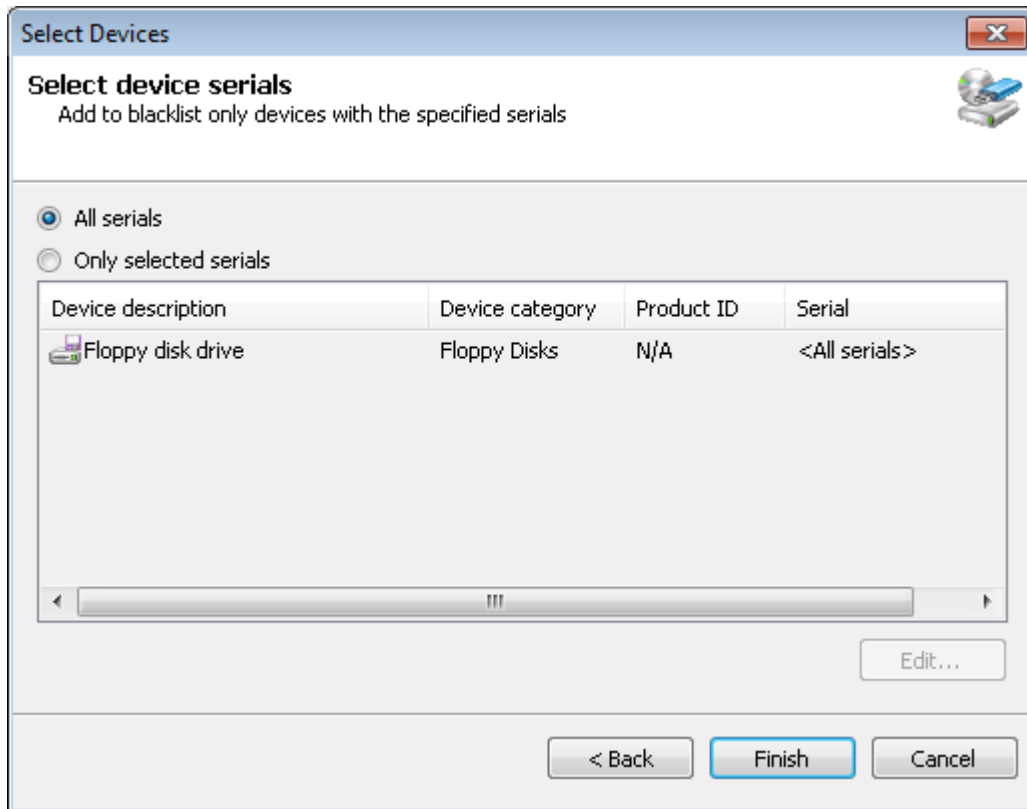 Select Devices
Select device serials
Add to blacklist only devices with the specified serials
All serials
Only selected serials
Device description Device category Product ID Serial
Floppy disk drive Floppy Disks N/A <All serials>
Edit...
< Back Finish Cancel